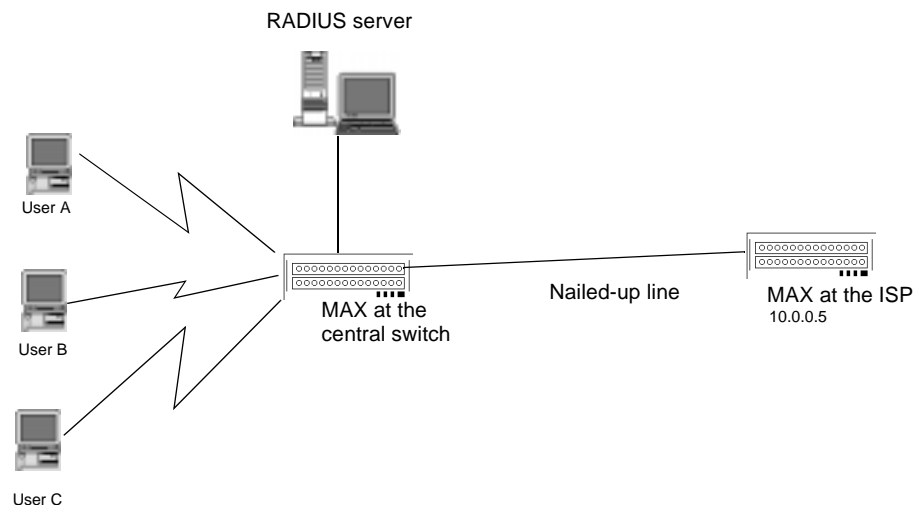 RADIUS server
User A
User B
User C
MAX at the
central switch
Nailed-up line
MAX at the ISP
10.0.0.5